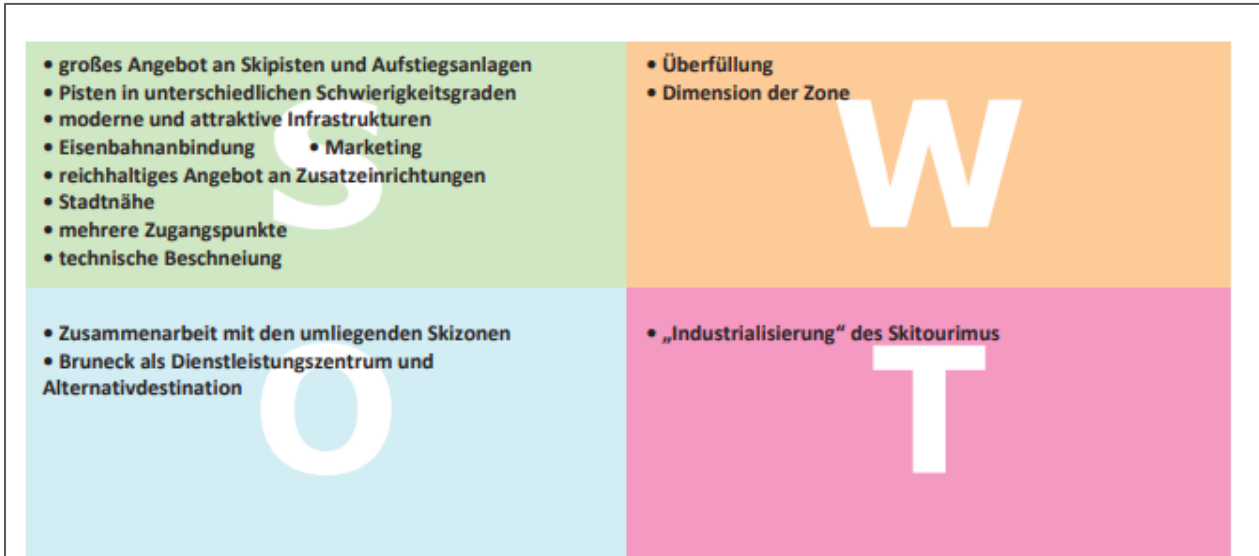 • großes Angebot an Skipisten und Aufstiegsanlagen
• Pisten in unterschiedlichen Schwierigkeitsgraden
• moderne und attraktive Infrastrukturen
• Eisenbahnanbindung • Marketing
• reichhaltiges Angebot an Zusatzeinrichtungen
• Stadtnähe
• mehrere Zugangspunkte
• technische Beschneiung
S
• Überfüllung
• Dimension der Zone
W
• Zusammenarbeit mit den umliegenden Skizonen
• Bruneck als Dienstleistungszentrum und
Alternativdestination
O
• „Industrialisierung“ des Skitourimus
T